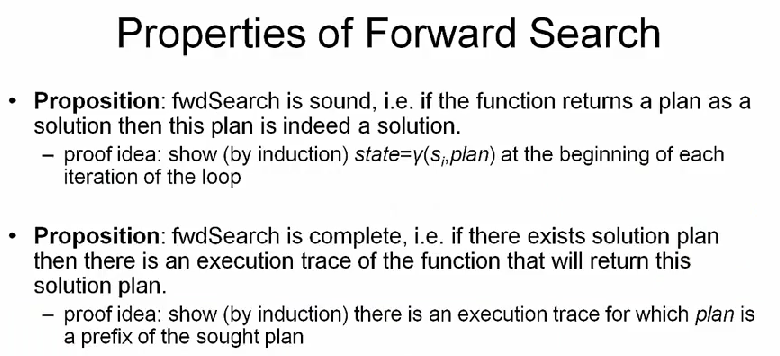 Properties of Forward Search
• Proposition: fwdSearch is sound, i.e. if the function returns a plan as a
solution then this plan is indeed a solution.
– proof idea: show (by induction) state=γ(si,plan) at the beginning of each
iteration of the loop
• Proposition: fwdSearch is complete, i.e. if there exists solution plan
then there is an execution trace of the function that will return this
solution plan.
– proof idea: show (by induction) there is an execution trace for which plan is
a prefix of the sought plan